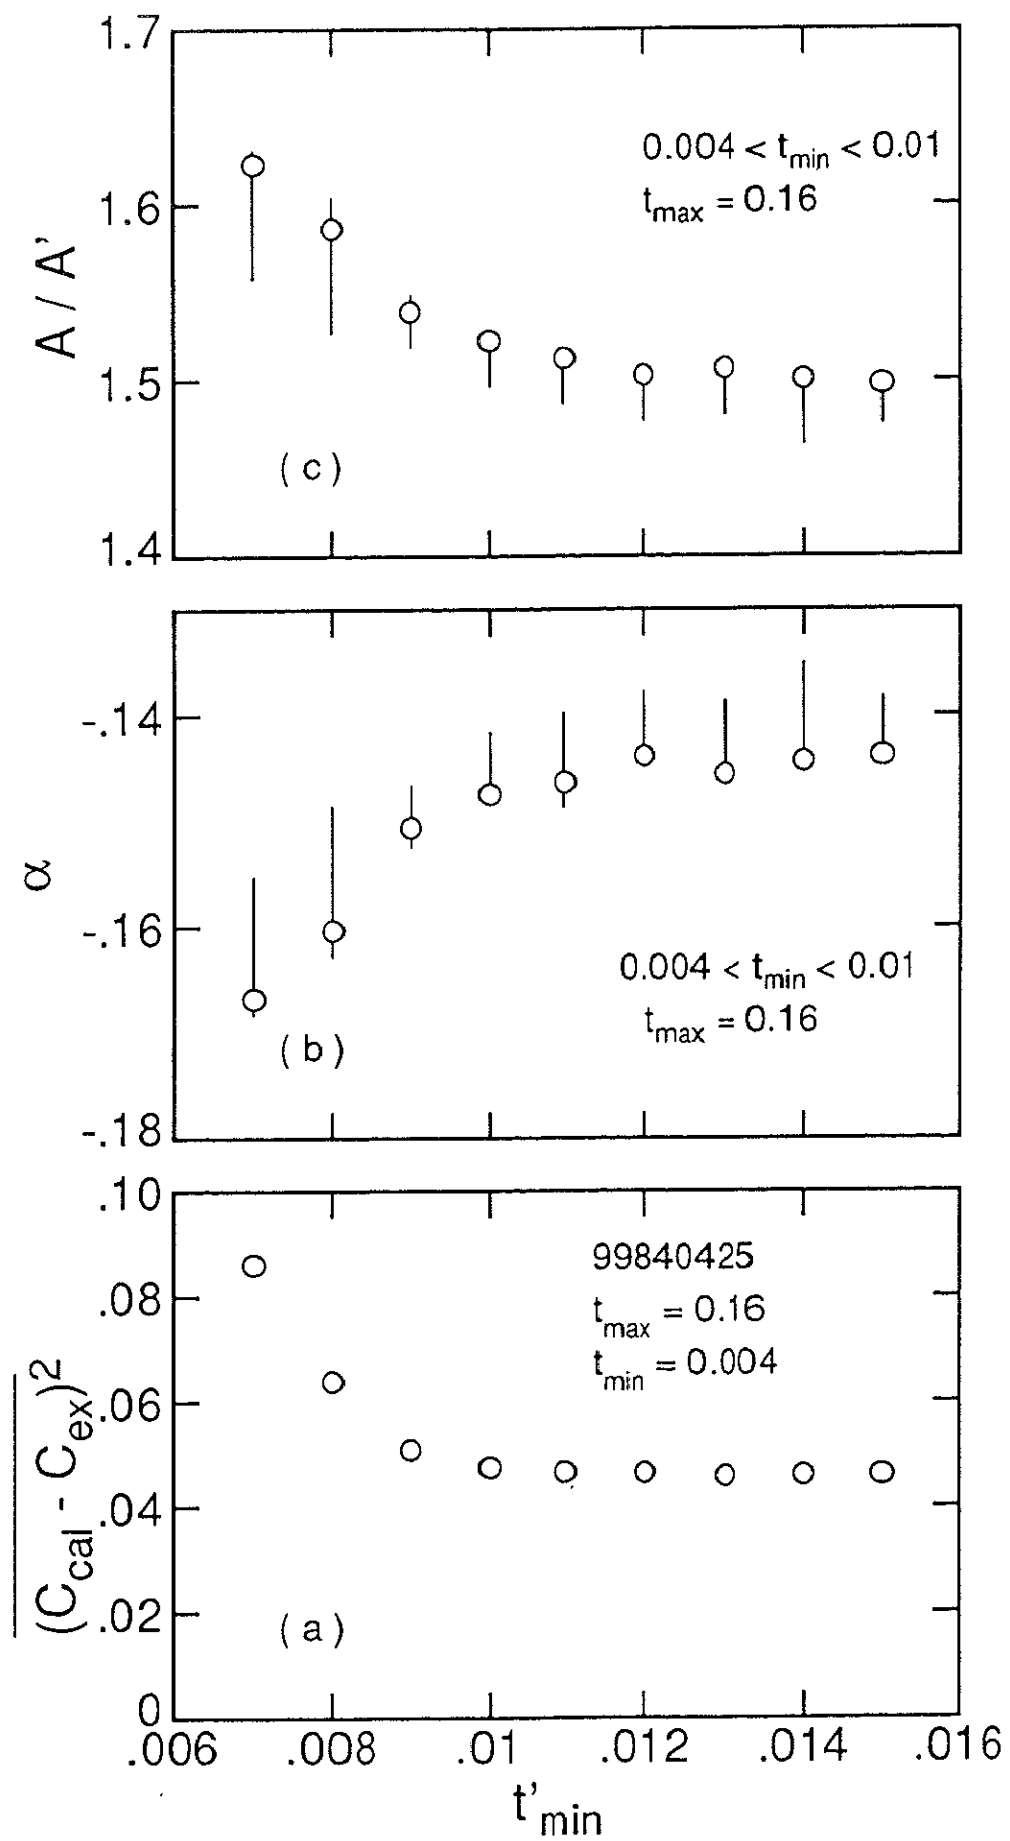 1.7
1.6
1.5
1.4
A / A'
0.004 < t_min < 0.01
t_max = 0.16
( c )
-.14
-.16
-.18
α
0.004 < t_min < 0.01
t_max = 0.16
( b )
.10
.08
.06
.04
.02
0
(C_cal - C_ex)^2
99840425
t_max = 0.16
t_min = 0.004
( a )
.006 .008 .01 .012 .014 .016
t'_min